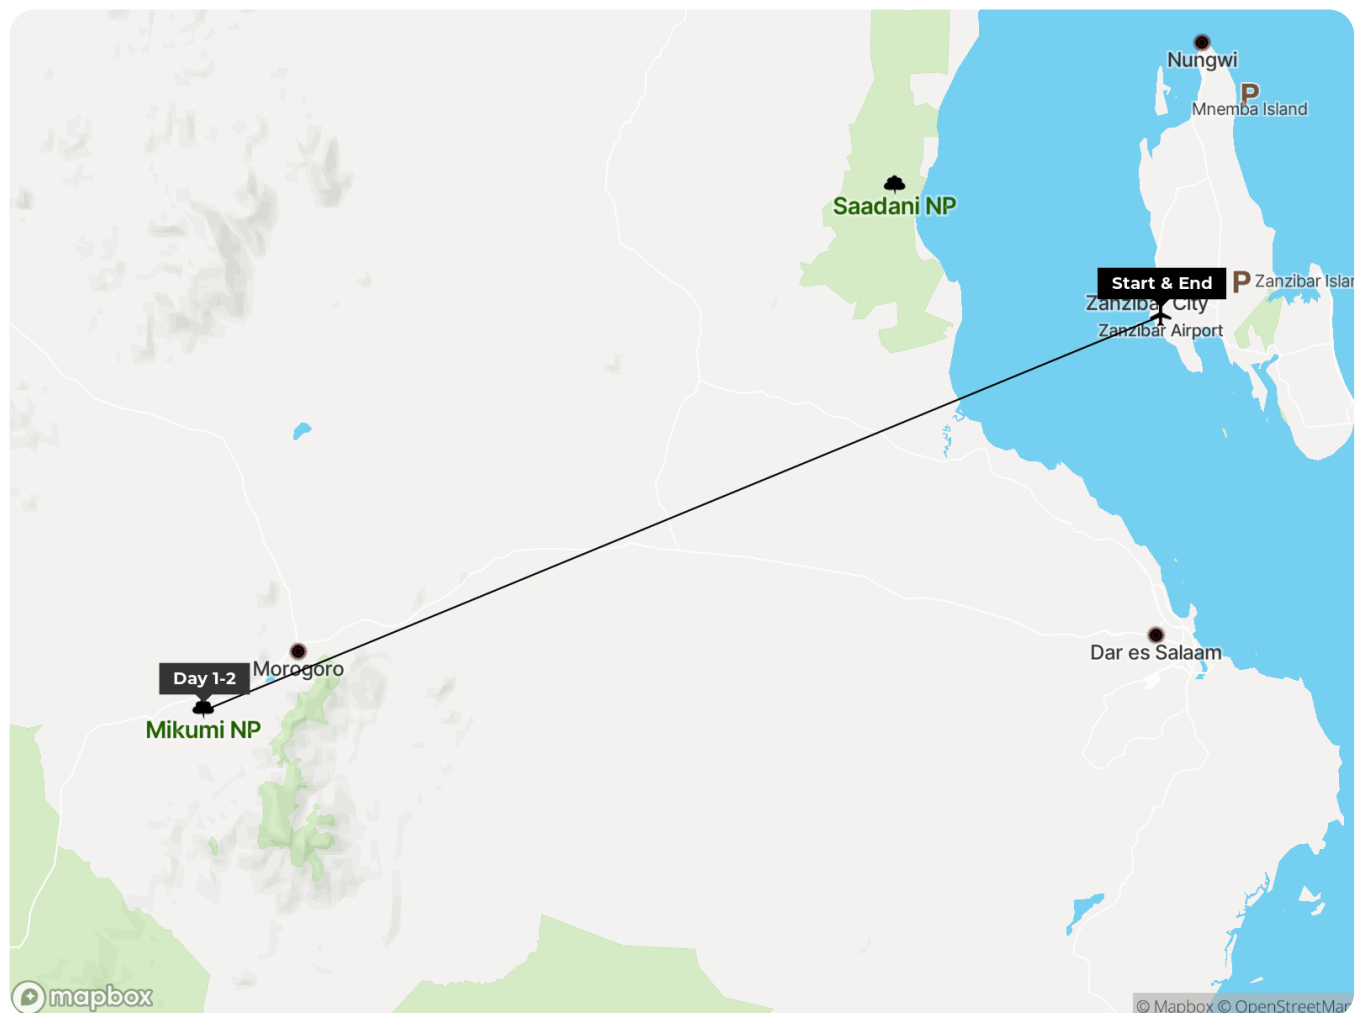 Nungwi
P
Mnemba Island
Saadani NP
Start & End
P
Zanzibar Islan
Zanzibar City
Zanzibar Airport
Dar es Salaam
Morogoro
Day 1-2
Mikumi NP
mapbox
© Mapbox © OpenStreetMap